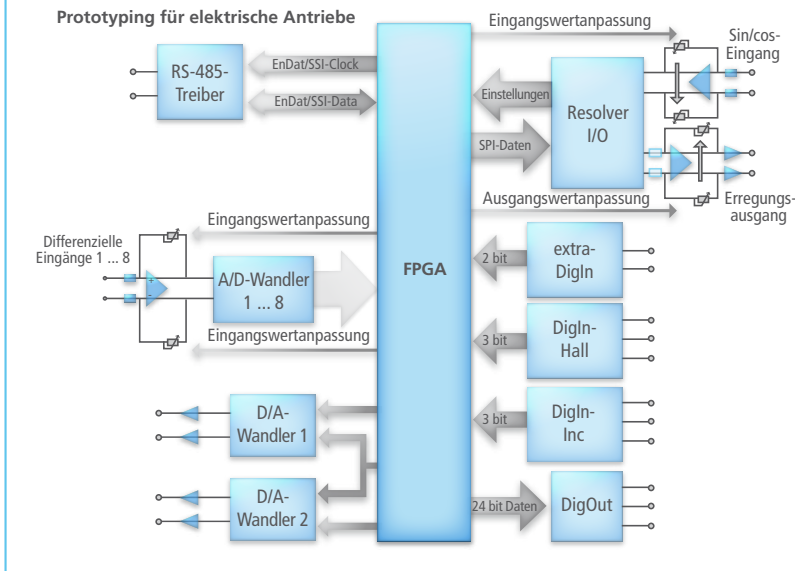 Prototyping für elektrische Antriebe
Eingangswertanpassung
Sin/cos-
Eingang
RS-485-
Treiber
EnDat/SSI-Clock
EnDat/SSI-Data
Einstellungen
SPI-Daten
Resolver
I/O
Ausgangswertanpassung
Erregungs-
ausgang
Eingangswertanpassung
Differenzielle
Eingänge 1 ... 8
+
-
A/D-Wandler
1 ... 8
Eingangswertanpassung
FPGA
2 bit
extra-
DigIn
3 bit
DigIn-
Hall
3 bit
DigIn-
Inc
D/A-
Wandler 1
D/A-
Wandler 2
24 bit Daten
DigOut